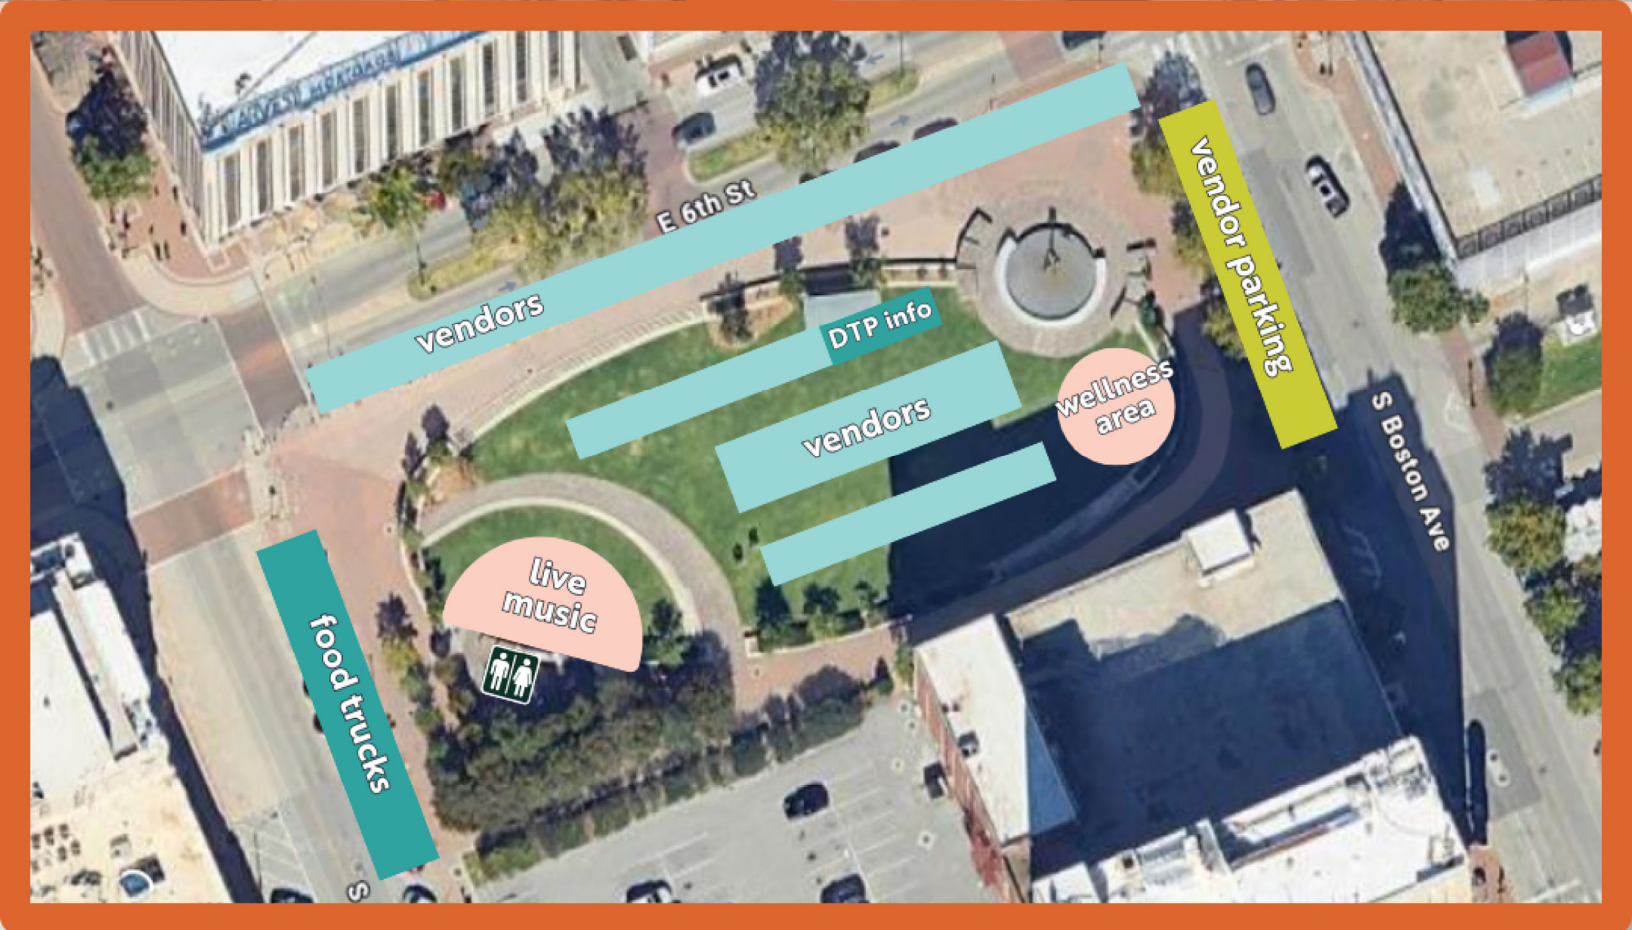 E 6th St
vendors
vendor parking
DTP info
vendors
wellness
area
S Boston Ave
live
music
food trucks
S